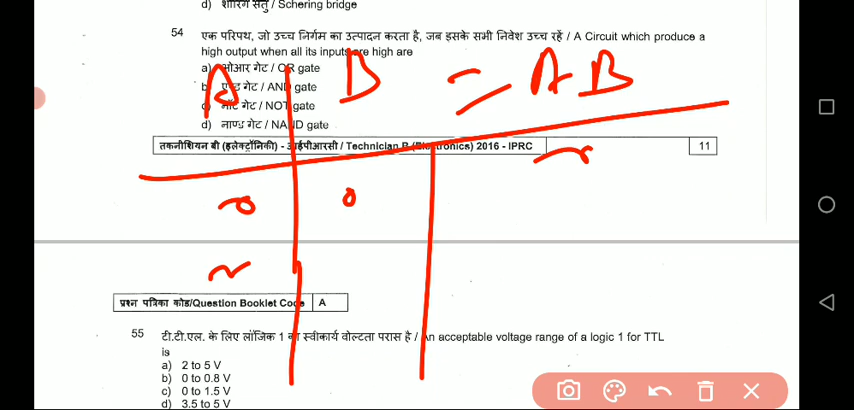 d) शेरिंग सेतु / Schering bridge
54 एक परिपथ, जो उच्च निर्गम का उत्पादन करता है, जब इसके सभी निवेश उच्च रहें / A Circuit which produce a
high output when all its inputs are high are
a) ओआर गेट / OR gate
b) एण्ड गेट / AND gate
c) नॉट गेट / NOT gate
d) नाण्ड गेट / NAND gate
A B = AB
तकनीशियन बी (इलेक्ट्रॉनिकी) - आईपीआरसी / Technician B (Electronics) 2016 - IPRC 11
0 0
प्रश्न पत्रिका कोड/Question Booklet Code A
55 टी.टी.एल. के लिए लॉजिक 1 का स्वीकार्य वोल्टता परास है / An acceptable voltage range of a logic 1 for TTL
is
a) 2 to 5 V
b) 0 to 0.8 V
c) 0 to 1.5 V
d) 3.5 to 5 V